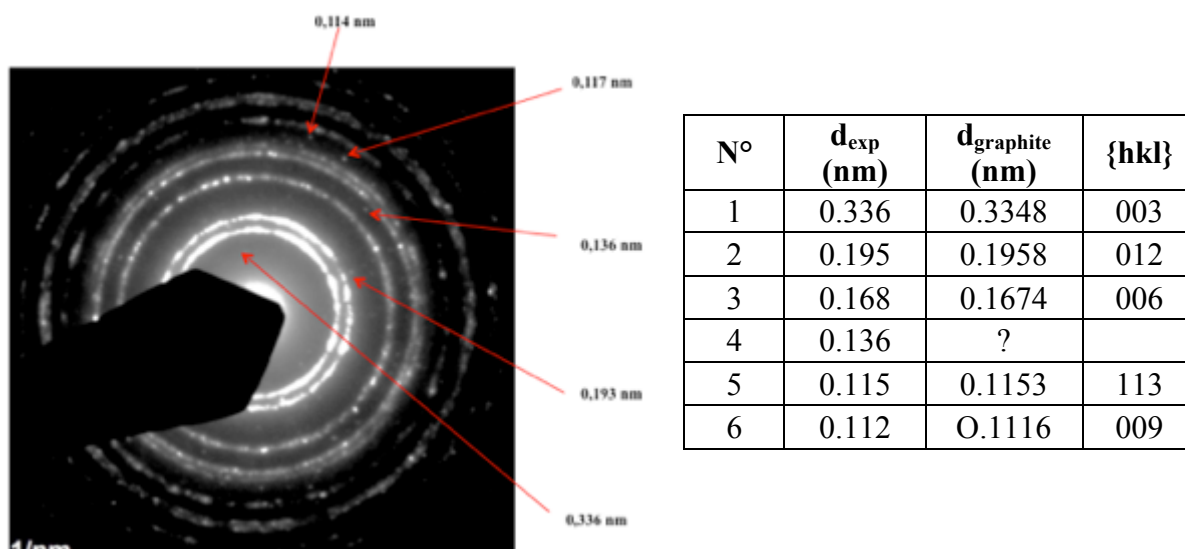 0,114 nm
0,117 nm
0,136 nm
0,193 nm
0,336 nm
1/nm
N° d_exp (nm) d_graphite (nm) {hkl}
1 0.336 0.3348 003
2 0.195 0.1958 012
3 0.168 0.1674 006
4 0.136 ?
5 0.115 0.1153 113
6 0.112 O.1116 009